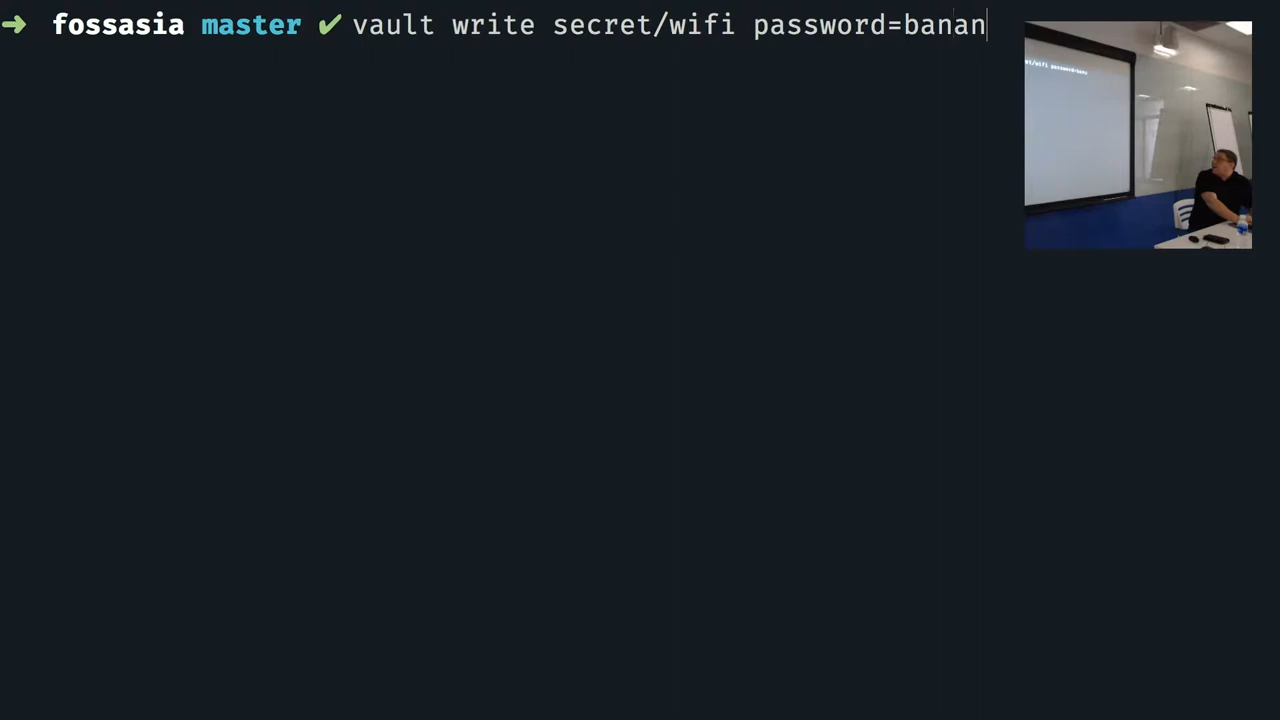 ➜ fossasia master ✔ vault write secret/wifi password=banan